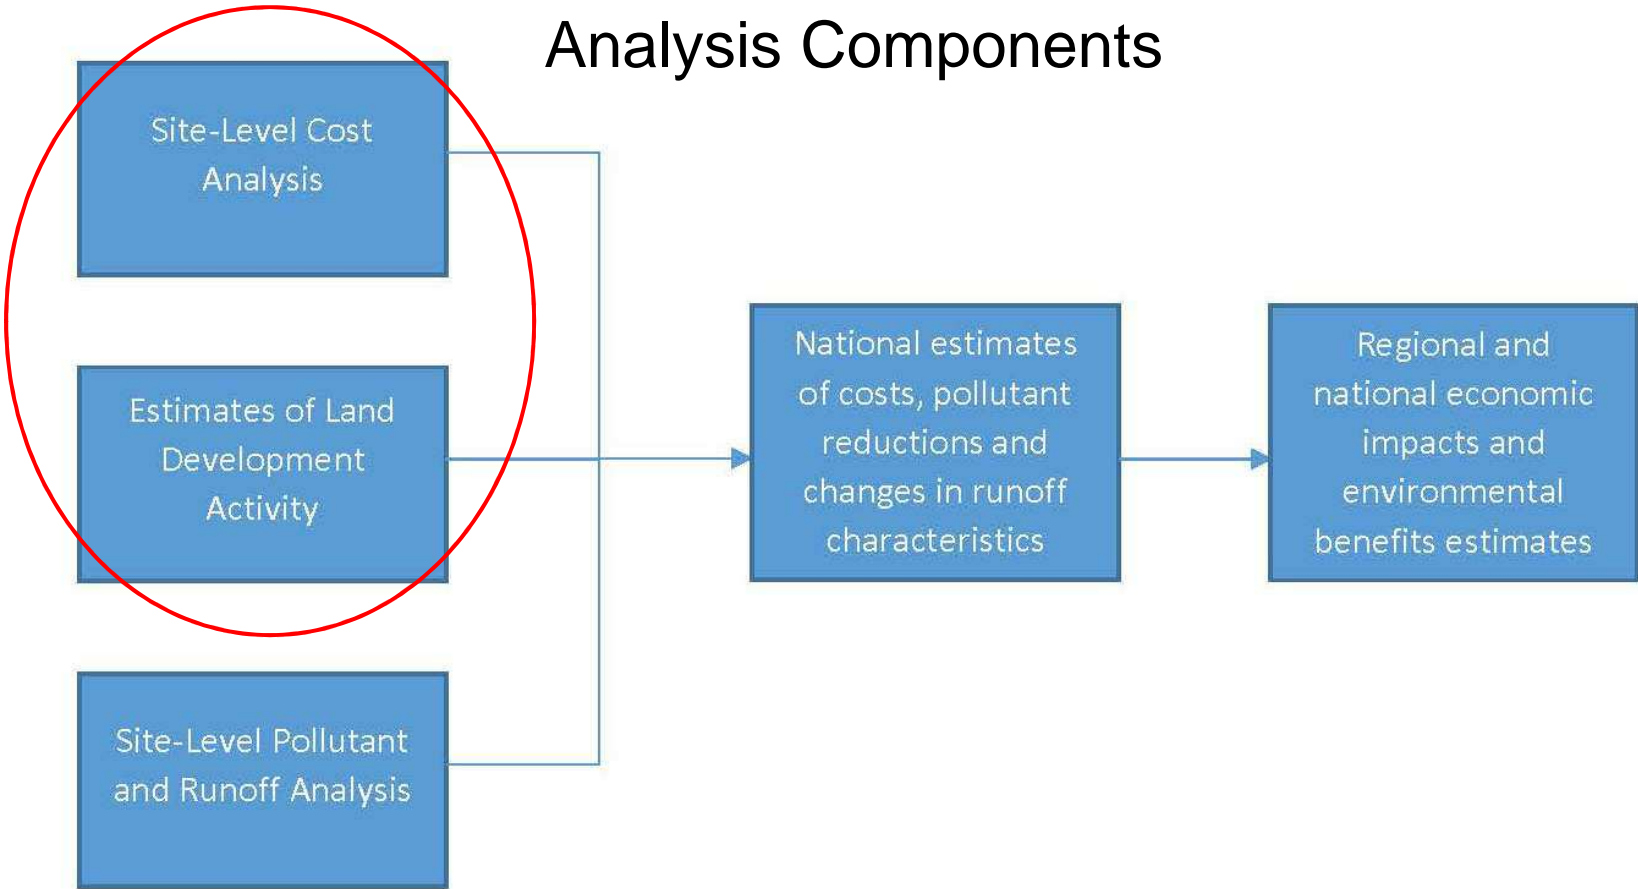 Analysis Components
Site-Level Cost
Analysis
Estimates of Land
Development
Activity
Site-Level Pollutant
and Runoff Analysis
National estimates
of costs, pollutant
reductions and
changes in runoff
characteristics
Regional and
national economic
impacts and
environmental
benefits estimates